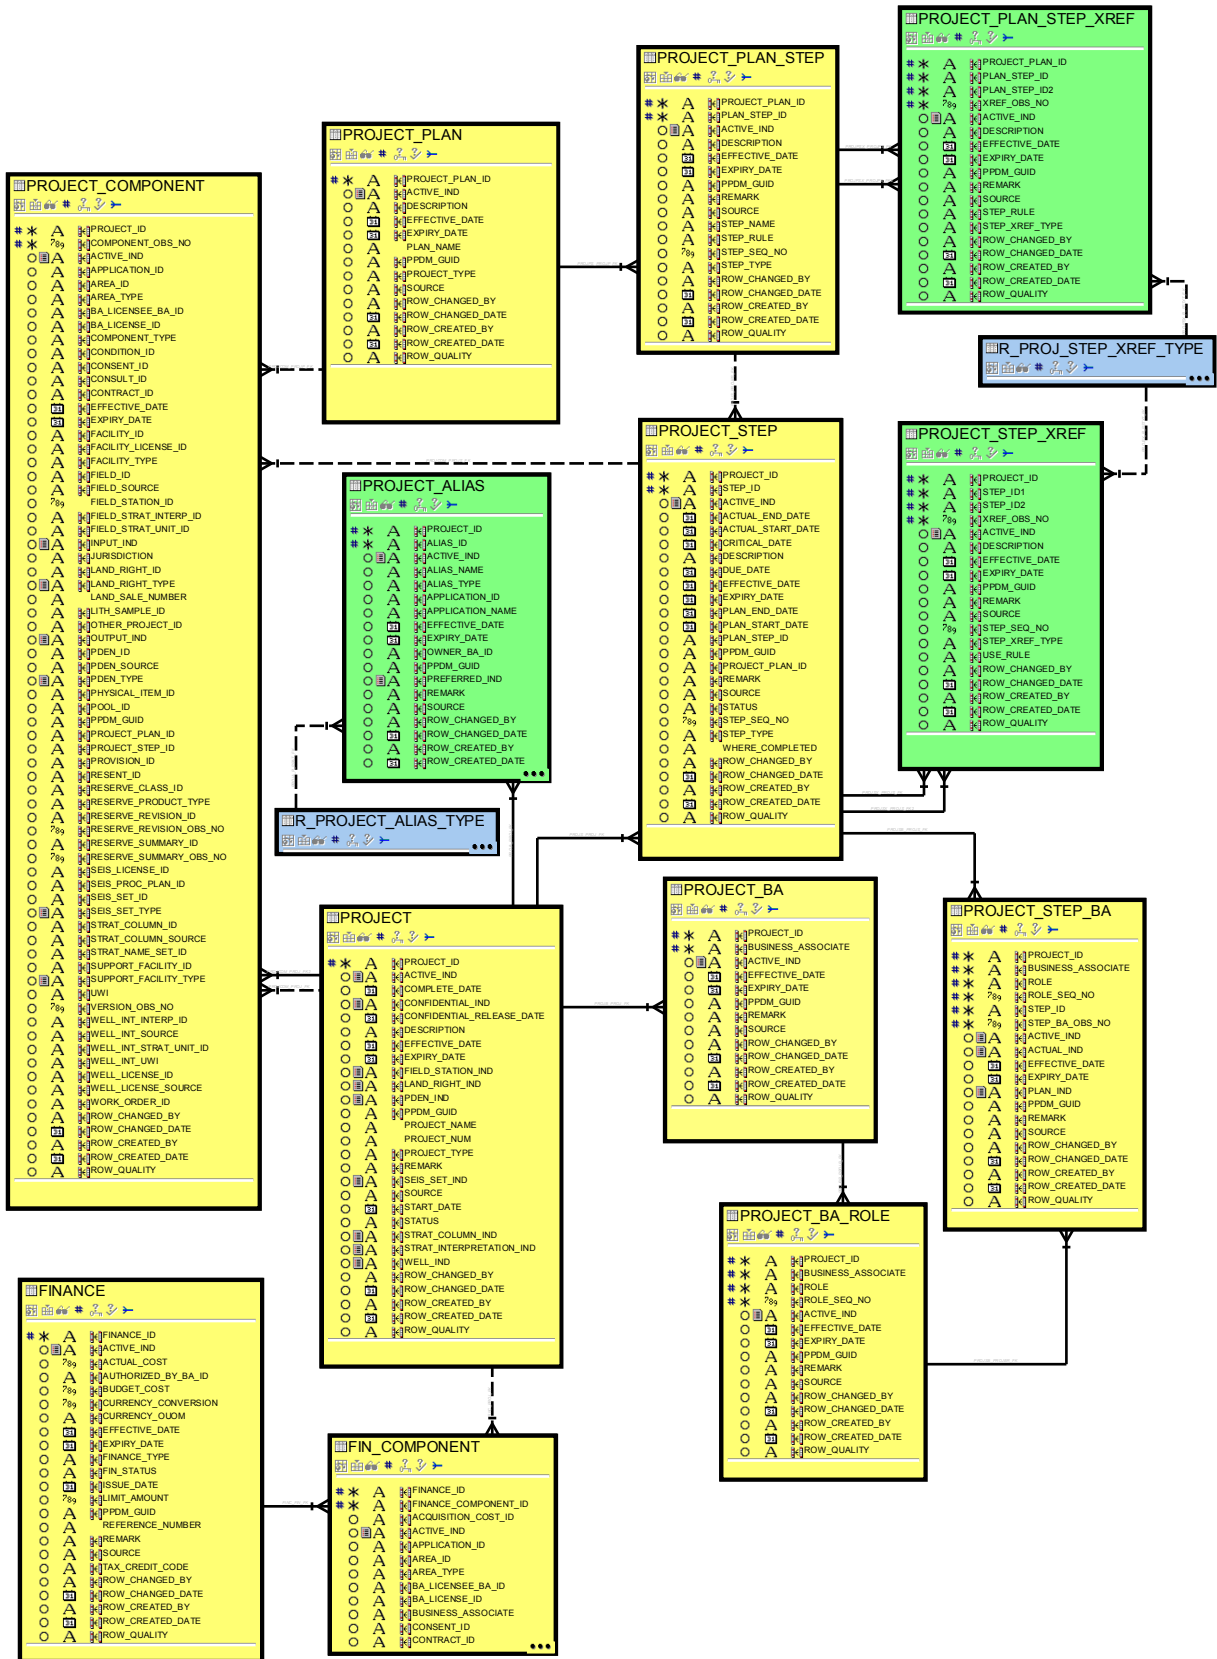 PROJECT_PLAN_STEP_XREF
PROJECT_PLAN_ID
PLAN_STEP_ID
PLAN_STEP_ID2
XREF_OBS_NO
ACTIVE_IND
DESCRIPTION
EFFECTIVE_DATE
EXPIRY_DATE
PPDM_GUID
REMARK
SOURCE
STEP_RULE
STEP_XREF_TYPE
ROW_CHANGED_BY
ROW_CHANGED_DATE
ROW_CREATED_BY
ROW_CREATED_DATE
ROW_QUALITY
PROJECT_PLAN_STEP
PROJECT_PLAN_ID
PLAN_STEP_ID
ACTIVE_IND
DESCRIPTION
EFFECTIVE_DATE
EXPIRY_DATE
PPDM_GUID
REMARK
SOURCE
STEP_NAME
STEP_RULE
STEP_SEQ_NO
STEP_TYPE
ROW_CHANGED_BY
ROW_CHANGED_DATE
ROW_CREATED_BY
ROW_CREATED_DATE
ROW_QUALITY
PROJECT_PLAN
PROJECT_PLAN_ID
ACTIVE_IND
DESCRIPTION
EFFECTIVE_DATE
EXPIRY_DATE
PLAN_NAME
PPDM_GUID
PROJECT_TYPE
SOURCE
ROW_CHANGED_BY
ROW_CHANGED_DATE
ROW_CREATED_BY
ROW_CREATED_DATE
ROW_QUALITY
PROJECT_COMPONENT
PROJECT_ID
COMPONENT_OBS_NO
ACTIVE_IND
APPLICATION_ID
AREA_ID
AREA_TYPE
BA_LICENSEE_BA_ID
BA_LICENSE_ID
COMPONENT_TYPE
CONDITION_ID
CONSENT_ID
CONSULT_ID
CONTRACT_ID
EFFECTIVE_DATE
EXPIRY_DATE
FACILITY_ID
FACILITY_LICENSE_ID
FACILITY_TYPE
FIELD_ID
FIELD_SOURCE
FIELD_STATION_ID
FIELD_STRAT_INTERP_ID
FIELD_STRAT_UNIT_ID
INPUT_IND
JURISDICTION
LAND_RIGHT_ID
LAND_RIGHT_TYPE
LAND_SALE_NUMBER
LITH_SAMPLE_ID
OTHER_PROJECT_ID
OUTPUT_IND
PDEN_ID
PDEN_SOURCE
PDEN_TYPE
PHYSICAL_ITEM_ID
POOL_ID
PPDM_GUID
PROJECT_PLAN_ID
PROJECT_STEP_ID
PROVISION_ID
RESENT_ID
RESERVE_CLASS_ID
RESERVE_PRODUCT_TYPE
RESERVE_REVISION_ID
RESERVE_REVISION_OBS_NO
RESERVE_SUMMARY_ID
RESERVE_SUMMARY_OBS_NO
SEIS_LICENSE_ID
SEIS_PROC_PLAN_ID
SEIS_SET_ID
SEIS_SET_TYPE
STRAT_COLUMN_ID
STRAT_COLUMN_SOURCE
STRAT_NAME_SET_ID
SUPPORT_FACILITY_ID
SUPPORT_FACILITY_TYPE
UWI
VERSION_OBS_NO
WELL_INT_INTERP_ID
WELL_INT_SOURCE
WELL_INT_STRAT_UNIT_ID
WELL_INT_UWI
WELL_LICENSE_ID
WELL_LICENSE_SOURCE
WORK_ORDER_ID
ROW_CHANGED_BY
ROW_CHANGED_DATE
ROW_CREATED_BY
ROW_CREATED_DATE
ROW_QUALITY
R_PROJ_STEP_XREF_TYPE
PROJECT_STEP
PROJECT_ID
STEP_ID
ACTIVE_IND
ACTUAL_END_DATE
ACTUAL_START_DATE
CRITICAL_DATE
DESCRIPTION
DUE_DATE
EFFECTIVE_DATE
EXPIRY_DATE
PLAN_END_DATE
PLAN_START_DATE
PLAN_STEP_ID
PPDM_GUID
PROJECT_PLAN_ID
REMARK
SOURCE
STATUS
STEP_SEQ_NO
STEP_TYPE
WHERE_COMPLETED
ROW_CHANGED_BY
ROW_CHANGED_DATE
ROW_CREATED_BY
ROW_CREATED_DATE
ROW_QUALITY
PROJECT_STEP_XREF
PROJECT_ID
STEP_ID1
STEP_ID2
XREF_OBS_NO
ACTIVE_IND
DESCRIPTION
EFFECTIVE_DATE
EXPIRY_DATE
PPDM_GUID
REMARK
SOURCE
STEP_SEQ_NO
STEP_XREF_TYPE
USE_RULE
ROW_CHANGED_BY
ROW_CHANGED_DATE
ROW_CREATED_BY
ROW_CREATED_DATE
ROW_QUALITY
PROJECT_ALIAS
PROJECT_ID
ALIAS_ID
ACTIVE_IND
ALIAS_NAME
ALIAS_TYPE
APPLICATION_ID
APPLICATION_NAME
EFFECTIVE_DATE
EXPIRY_DATE
OWNER_BA_ID
PPDM_GUID
PREFERRED_IND
REMARK
SOURCE
ROW_CHANGED_BY
ROW_CHANGED_DATE
ROW_CREATED_BY
ROW_CREATED_DATE
R_PROJECT_ALIAS_TYPE
PROJECT
PROJECT_ID
ACTIVE_IND
COMPLETE_DATE
CONFIDENTIAL_IND
CONFIDENTIAL_RELEASE_DATE
DESCRIPTION
EFFECTIVE_DATE
EXPIRY_DATE
FIELD_STATION_IND
LAND_RIGHT_IND
PDEN_IND
PPDM_GUID
PROJECT_NAME
PROJECT_NUM
PROJECT_TYPE
REMARK
SEIS_SET_IND
SOURCE
START_DATE
STATUS
STRAT_COLUMN_IND
STRAT_INTERPRETATION_IND
WELL_IND
ROW_CHANGED_BY
ROW_CHANGED_DATE
ROW_CREATED_BY
ROW_CREATED_DATE
ROW_QUALITY
PROJECT_BA
PROJECT_ID
BUSINESS_ASSOCIATE
ACTIVE_IND
EFFECTIVE_DATE
EXPIRY_DATE
PPDM_GUID
REMARK
SOURCE
ROW_CHANGED_BY
ROW_CHANGED_DATE
ROW_CREATED_BY
ROW_CREATED_DATE
ROW_QUALITY
PROJECT_STEP_BA
PROJECT_ID
BUSINESS_ASSOCIATE
ROLE
ROLE_SEQ_NO
STEP_ID
STEP_BA_OBS_NO
ACTIVE_IND
ACTUAL_IND
EFFECTIVE_DATE
EXPIRY_DATE
PLAN_IND
PPDM_GUID
REMARK
SOURCE
ROW_CHANGED_BY
ROW_CHANGED_DATE
ROW_CREATED_BY
ROW_CREATED_DATE
ROW_QUALITY
PROJECT_BA_ROLE
PROJECT_ID
BUSINESS_ASSOCIATE
ROLE
ROLE_SEQ_NO
ACTIVE_IND
EFFECTIVE_DATE
EXPIRY_DATE
PPDM_GUID
REMARK
SOURCE
ROW_CHANGED_BY
ROW_CHANGED_DATE
ROW_CREATED_BY
ROW_CREATED_DATE
ROW_QUALITY
FINANCE
FINANCE_ID
ACTIVE_IND
ACTUAL_COST
AUTHORIZED_BY_BA_ID
BUDGET_COST
CURRENCY_CONVERSION
CURRENCY_OUOM
EFFECTIVE_DATE
EXPIRY_DATE
FINANCE_TYPE
FIN_STATUS
ISSUE_DATE
LIMIT_AMOUNT
PPDM_GUID
REFERENCE_NUMBER
REMARK
SOURCE
TAX_CREDIT_CODE
ROW_CHANGED_BY
ROW_CHANGED_DATE
ROW_CREATED_BY
ROW_CREATED_DATE
ROW_QUALITY
FIN_COMPONENT
FINANCE_ID
FINANCE_COMPONENT_ID
ACQUISITION_COST_ID
ACTIVE_IND
APPLICATION_ID
AREA_ID
AREA_TYPE
BA_LICENSEE_BA_ID
BA_LICENSE_ID
BUSINESS_ASSOCIATE
CONSENT_ID
CONTRACT_ID